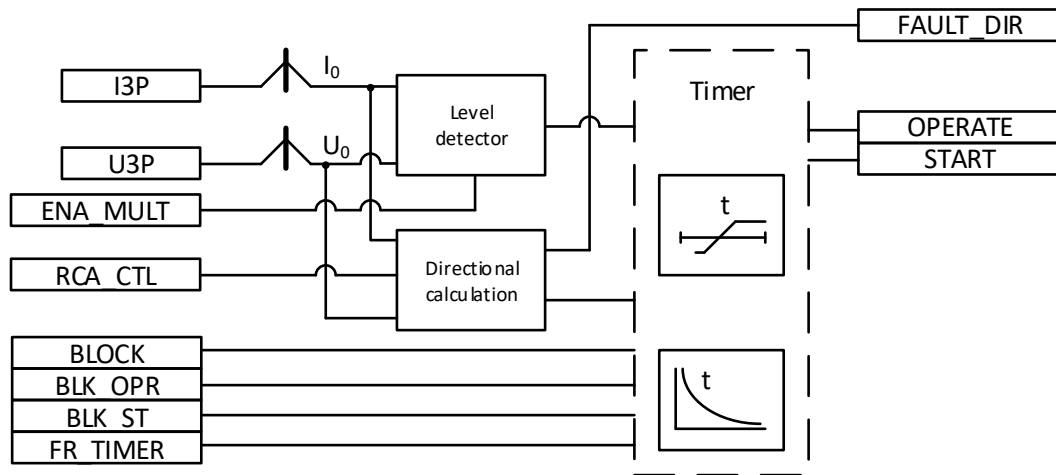 FAULT_DIR
I3P
I0
Level
detector
Timer
OPERATE
START
U3P
U0
ENA_MULT
t
RCA_CTL
Directional
calculation
BLOCK
BLK_OPR
BLK_ST
FR_TIMER
t